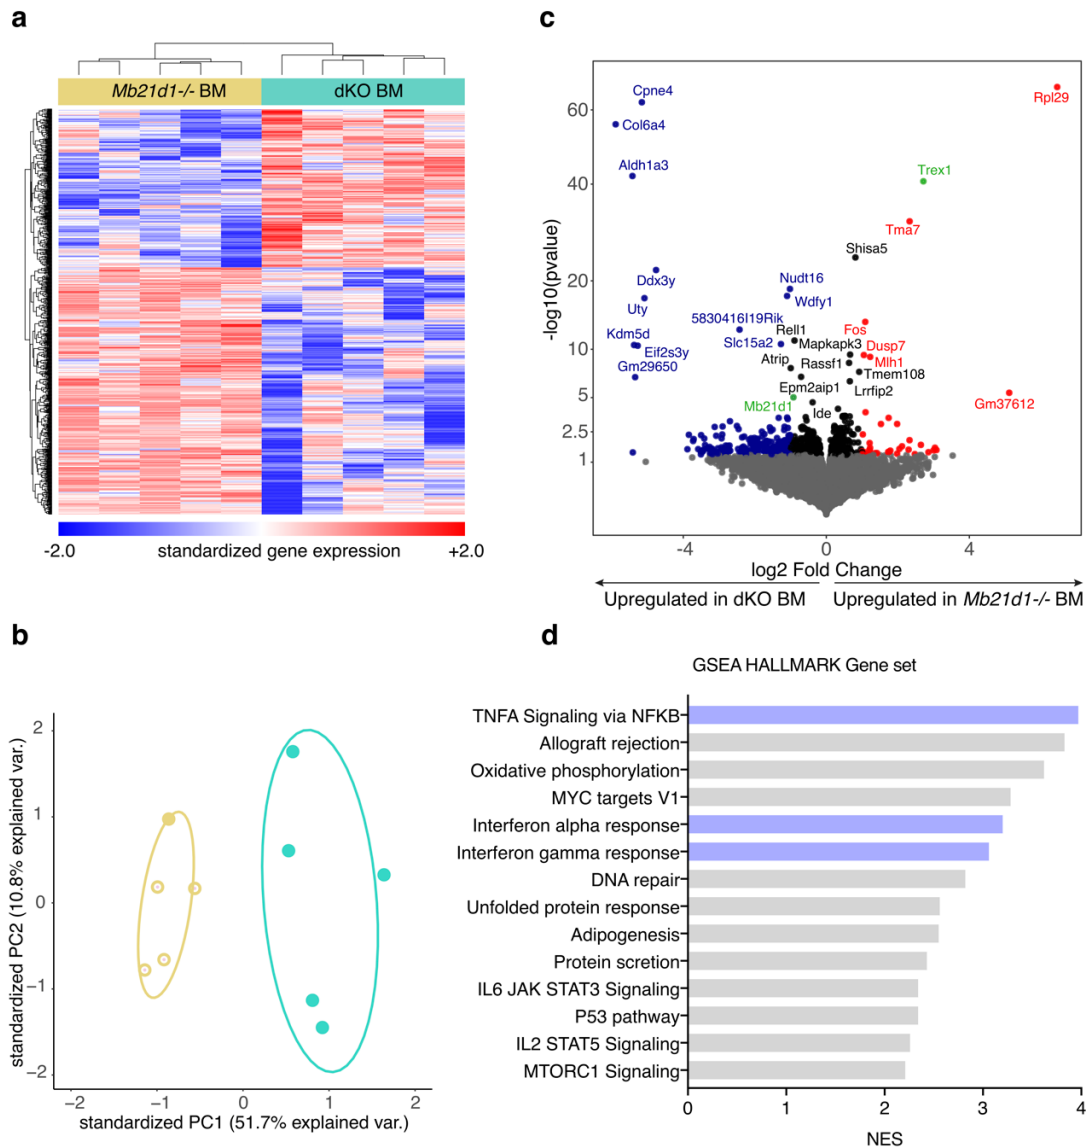 a
Mb21d1-/- BM
dKO BM
-2.0
standardized gene expression
+2.0
b
standardized PC2 (10.8% explained var.)
2
1
0
−1
−2
−2
−1
0
1
2
standardized PC1 (51.7% explained var.)
c
-log10(pvalue)
60
40
20
10
5
2.5
1
Cpne4
Rpl29
Col6a4
Aldh1a3
Trex1
Tma7
Shisa5
Ddx3y
Nudt16
Uty
Wdfy1
5830416I19Rik
Fos
Kdm5d
Rell1
Slc15a2
Mapkapk3
Dusp7
Eif2s3y
Atrip
Rassf1
Mlh1
Gm29650
Tmem108
Epm2aip1
Lrrfip2
Mb21d1
Ide
Gm37612
-4
0
4
log2 Fold Change
Upregulated in dKO BM
Upregulated in Mb21d1-/- BM
d
GSEA HALLMARK Gene set
TNFA Signaling via NFKB
Allograft rejection
Oxidative phosphorylation
MYC targets V1
Interferon alpha response
Interferon gamma response
DNA repair
Unfolded protein response
Adipogenesis
Protein scretion
IL6 JAK STAT3 Signaling
P53 pathway
IL2 STAT5 Signaling
MTORC1 Signaling
0
1
2
3
4
NES